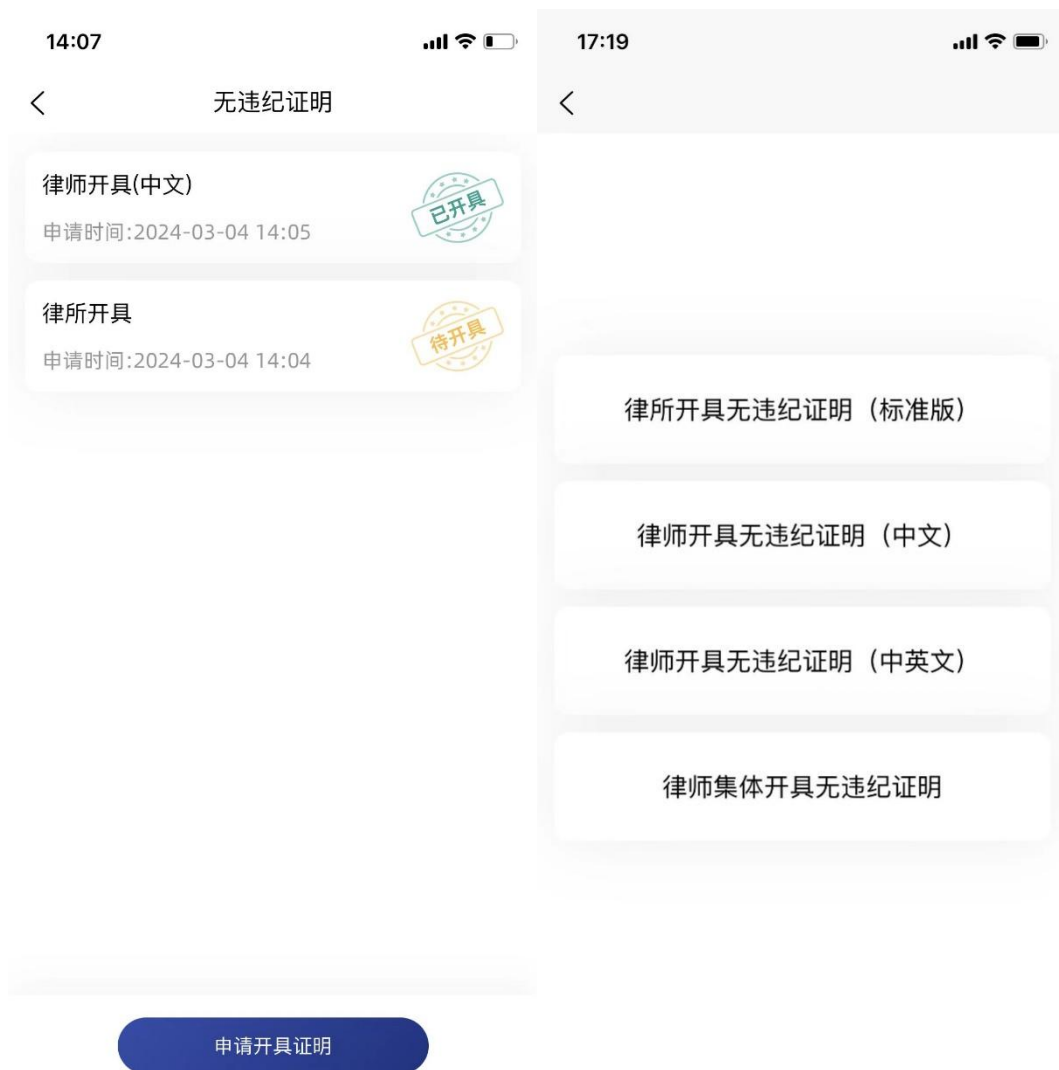 14:07
无违纪证明
律师开具(中文)
已开具
申请时间:2024-03-04 14:05
律所开具
待开具
申请时间:2024-03-04 14:04
申请开具证明
17:19
律所开具无违纪证明（标准版）
律师开具无违纪证明（中文）
律师开具无违纪证明（中英文）
律师集体开具无违纪证明